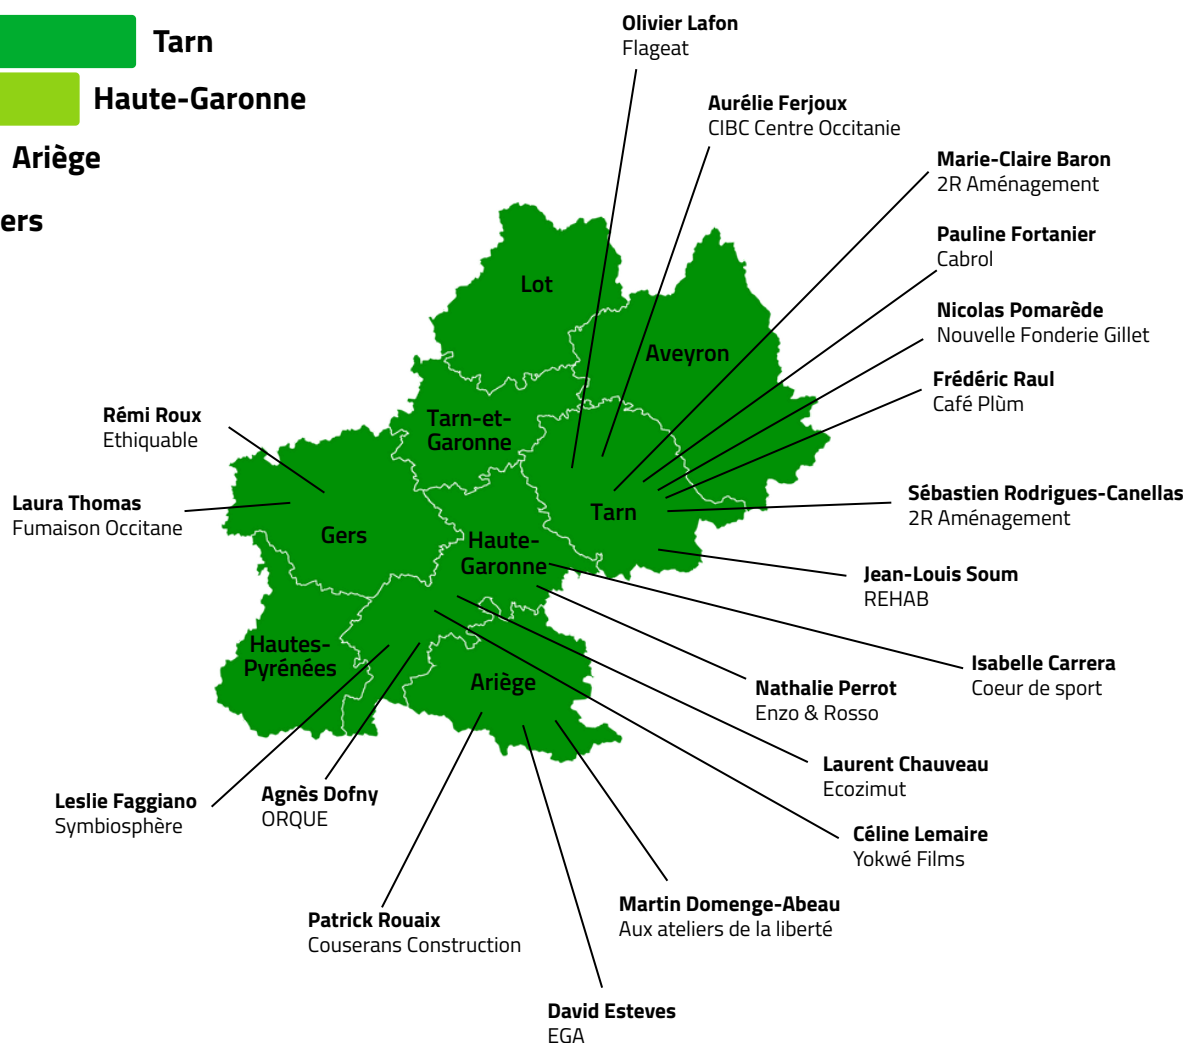 Tarn
Haute-Garonne
Ariège
ers
Olivier Lafon
Flageat
Aurélie Ferjoux
CIBC Centre Occitanie
Marie-Claire Baron
2R Aménagement
Pauline Fortanier
Cabrol
Nicolas Pomarède
Nouvelle Fonderie Gillet
Frédéric Raul
Café Plùm
Sébastien Rodrigues-Canellas
2R Aménagement
Jean-Louis Soum
REHAB
Isabelle Carrera
Coeur de sport
Nathalie Perrot
Enzo & Rosso
Laurent Chauveau
Ecozimut
Céline Lemaire
Yokwé Films
Martin Domenge-Abeau
Aux ateliers de la liberté
David Esteves
EGA
Patrick Rouaix
Couserans Construction
Agnès Dofny
ORQUE
Leslie Faggiano
Symbiosphère
Laura Thomas
Fumaison Occitane
Rémi Roux
Ethiquable
Lot
Aveyron
Tarn-et-
Garonne
Tarn
Gers
Haute-
Garonne
Hautes-
Pyrénées
Ariège